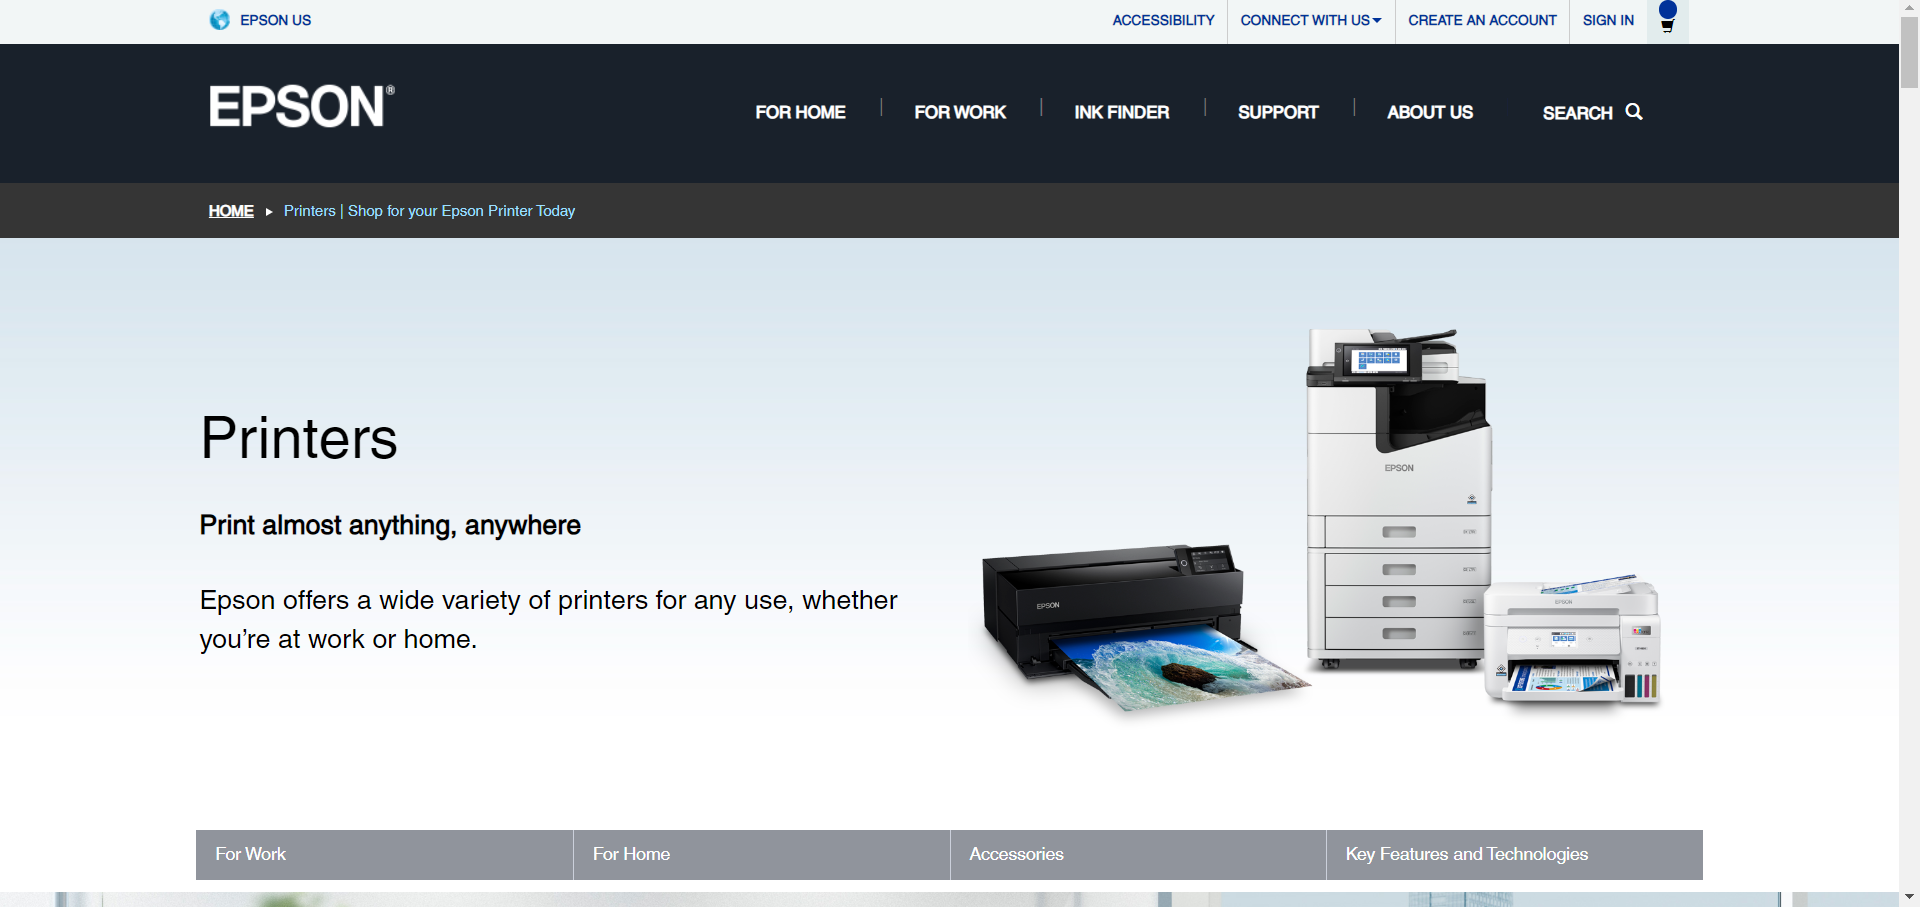 EPSON US
ACCESSIBILITY
CONNECT WITH US
CREATE AN ACCOUNT
SIGN IN
EPSON®
FOR HOME
FOR WORK
INK FINDER
SUPPORT
ABOUT US
SEARCH
HOME
Printers | Shop for your Epson Printer Today
Printers
Print almost anything, anywhere
Epson offers a wide variety of printers for any use, whether
you’re at work or home.
EPSON
EPSON
EPSON
For Work
For Home
Accessories
Key Features and Technologies